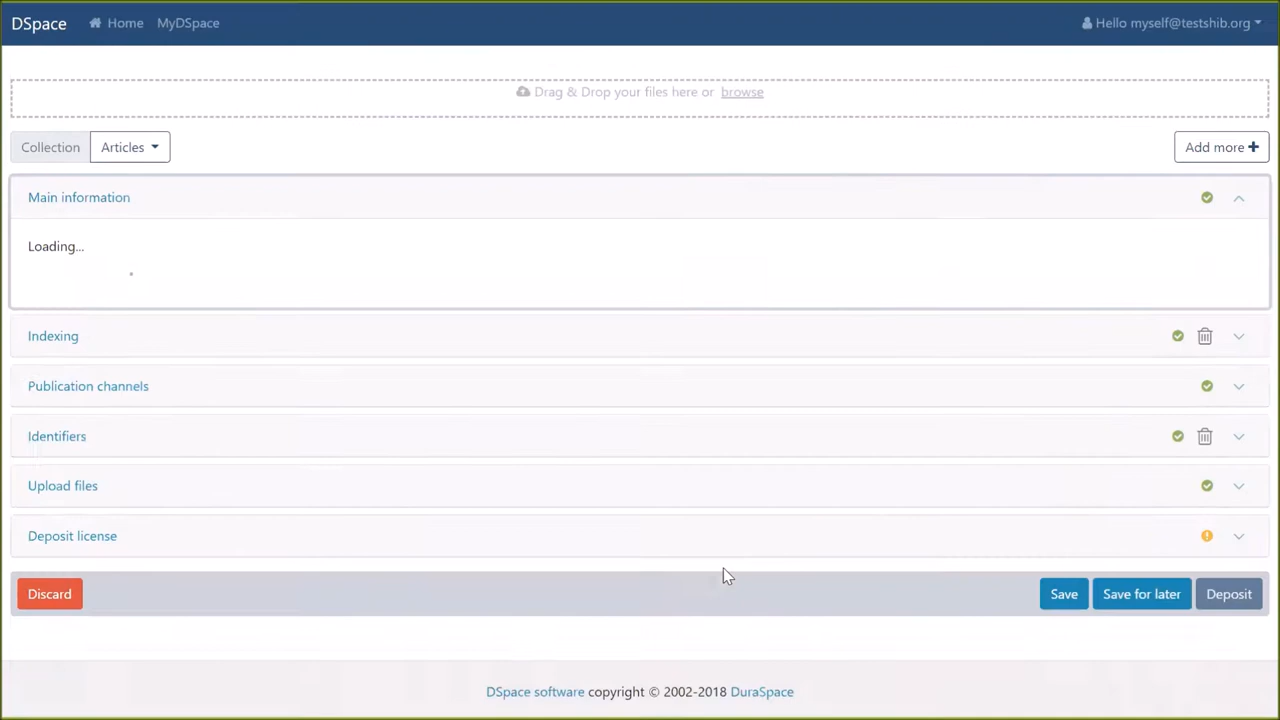 DSpace Home MyDSpace Hello myself@testshib.org
Drag & Drop your files here or browse
Collection Articles Add more
Main information
Loading...
Indexing
Publication channels
Identifiers
Upload files
Deposit license
Discard Save Save for later Deposit
DSpace software copyright © 2002-2018 DuraSpace